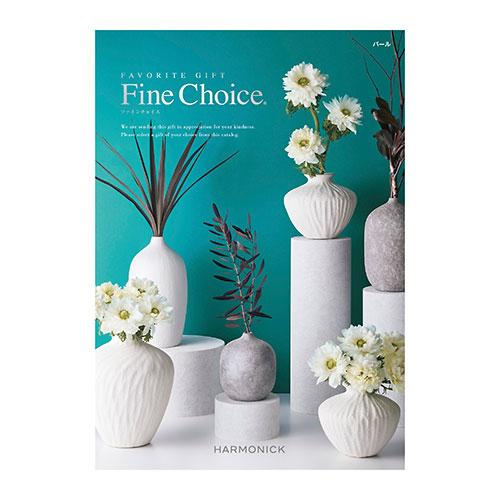 パール
FAVORITE GIFT
Fine Choice®
ファインチョイス
We are sending this gift in appreciation for your kindness.
Please select a gift of your choice from this catalog.
HARMONICK